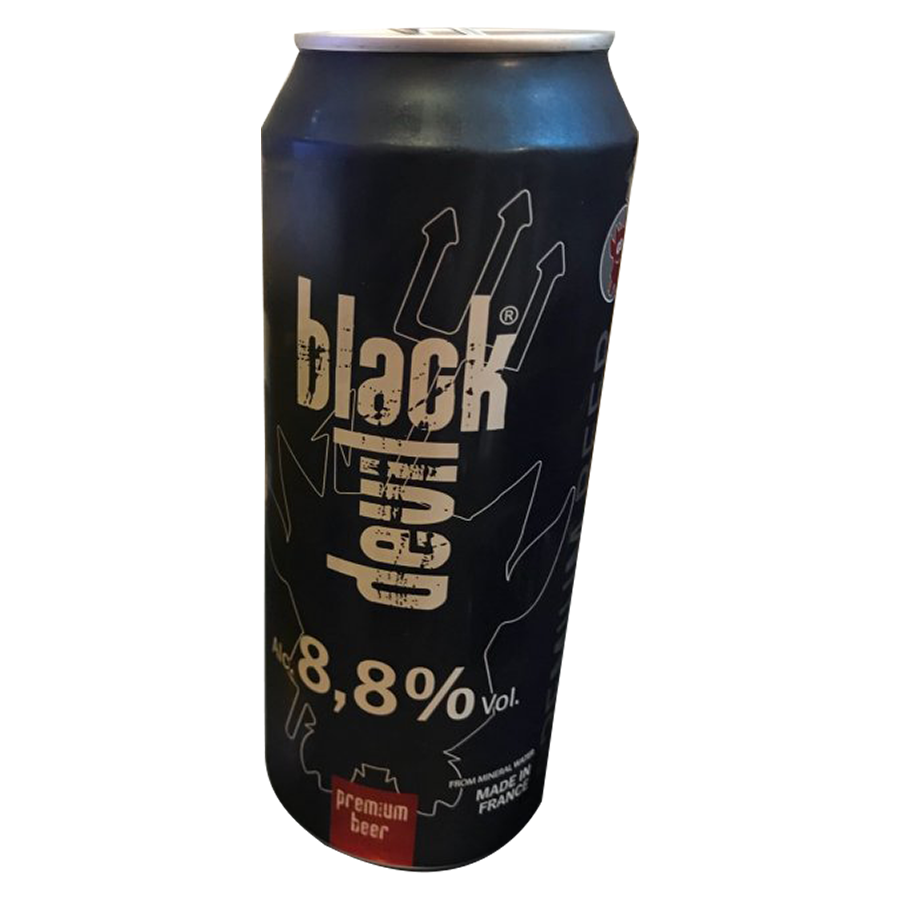 black®
devil
Alc. 8,8% Vol.
FROM MINERAL WATER
MADE IN
FRANCE
premium
beer